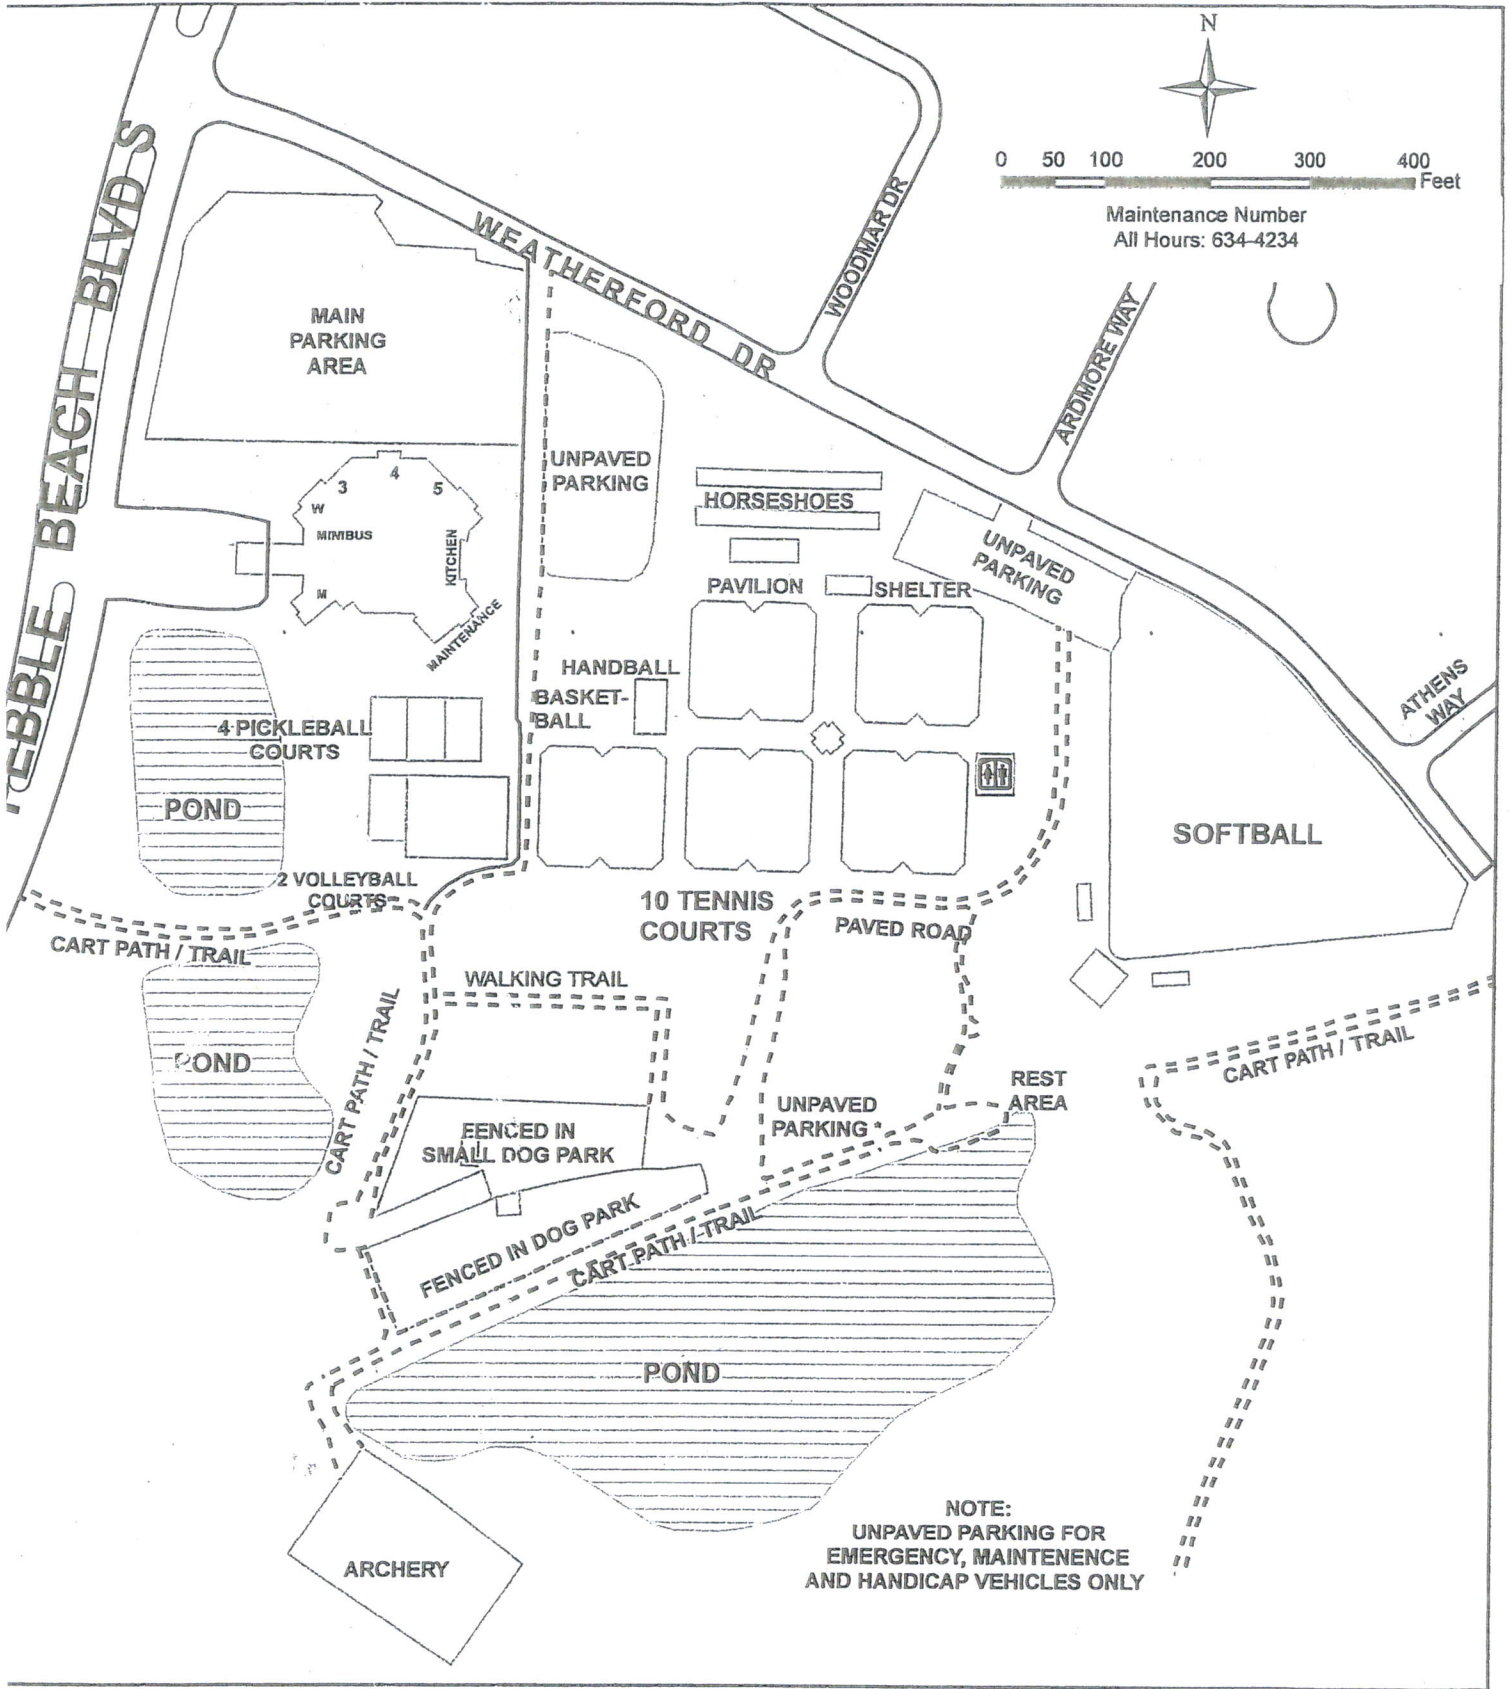 N
0 50 100 200 300 400
Feet
Maintenance Number
All Hours: 634-4234
EBBLE BEACH BLVD S
WEATHERFORD DR
WOODMAR DR
ARDMORE WAY
ATHENS
WAY
MAIN
PARKING
AREA
UNPAVED
PARKING
3
4
5
W
MINIBUS
KITCHEN
M
MAINTENANCE
HORSESHOES
UNPAVED
PARKING
PAVILION
SHELTER
HANDBALL
BASKET-
BALL
4 PICKLEBALL
COURTS
POND
2 VOLLEYBALL
COURTS
SOFTBALL
10 TENNIS
COURTS
PAVED ROAD
CART PATH / TRAIL
WALKING TRAIL
POND
CART PATH / TRAIL
CART PATH / TRAIL
REST
AREA
UNPAVED
PARKING
FENCED IN
SMALL DOG PARK
FENCED IN DOG PARK
CART PATH / TRAIL
POND
ARCHERY
NOTE:
UNPAVED PARKING FOR
EMERGENCY, MAINTENENCE
AND HANDICAP VEHICLES ONLY